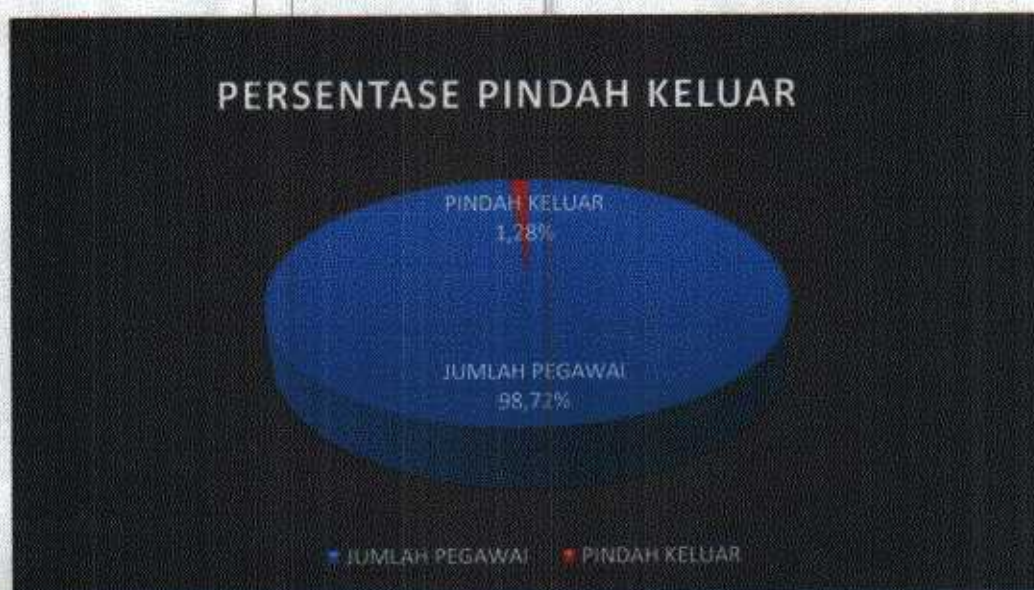 PERSENTASE PINDAH KELUAR
PINDAH KELUAR
1,28%
JUMLAH PEGAWAI
98,72%
JUMLAH PEGAWAI
PINDAH KELUAR